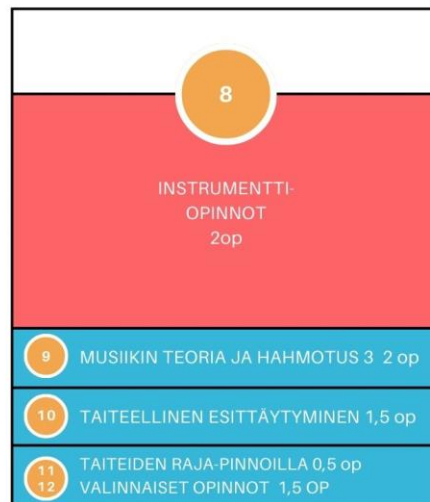 8
INSTRUMENTTI-
OPINNOT
2op
9 MUSIIKIN TEORIA JA HAHMOTUS 3 2 op
10 TAITEELLINEN ESITTÄYTYMINEN 1,5 op
11 TAITEIDEN RAJA-PINNOILLA 0,5 op
12 VALINNAISET OPINNOT 1,5 OP